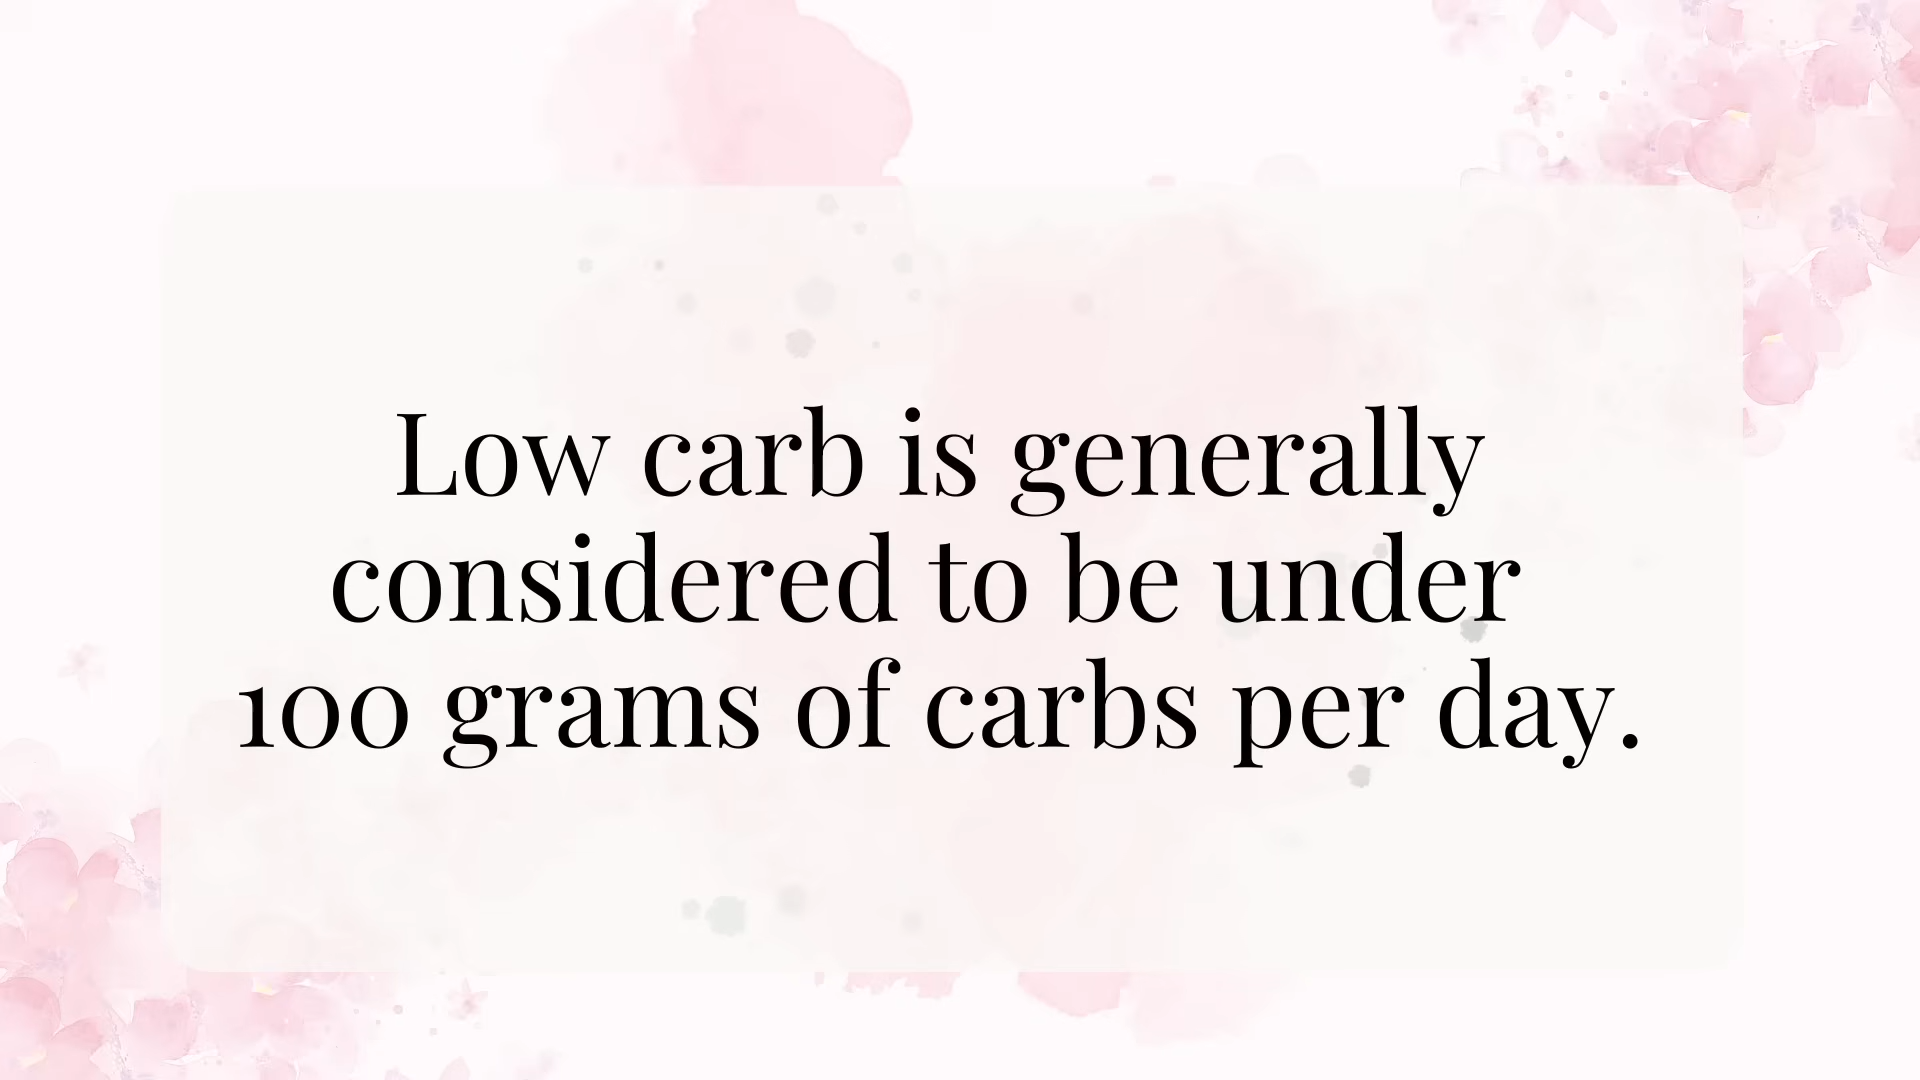 Low carb is generally
considered to be under
100 grams of carbs per day.